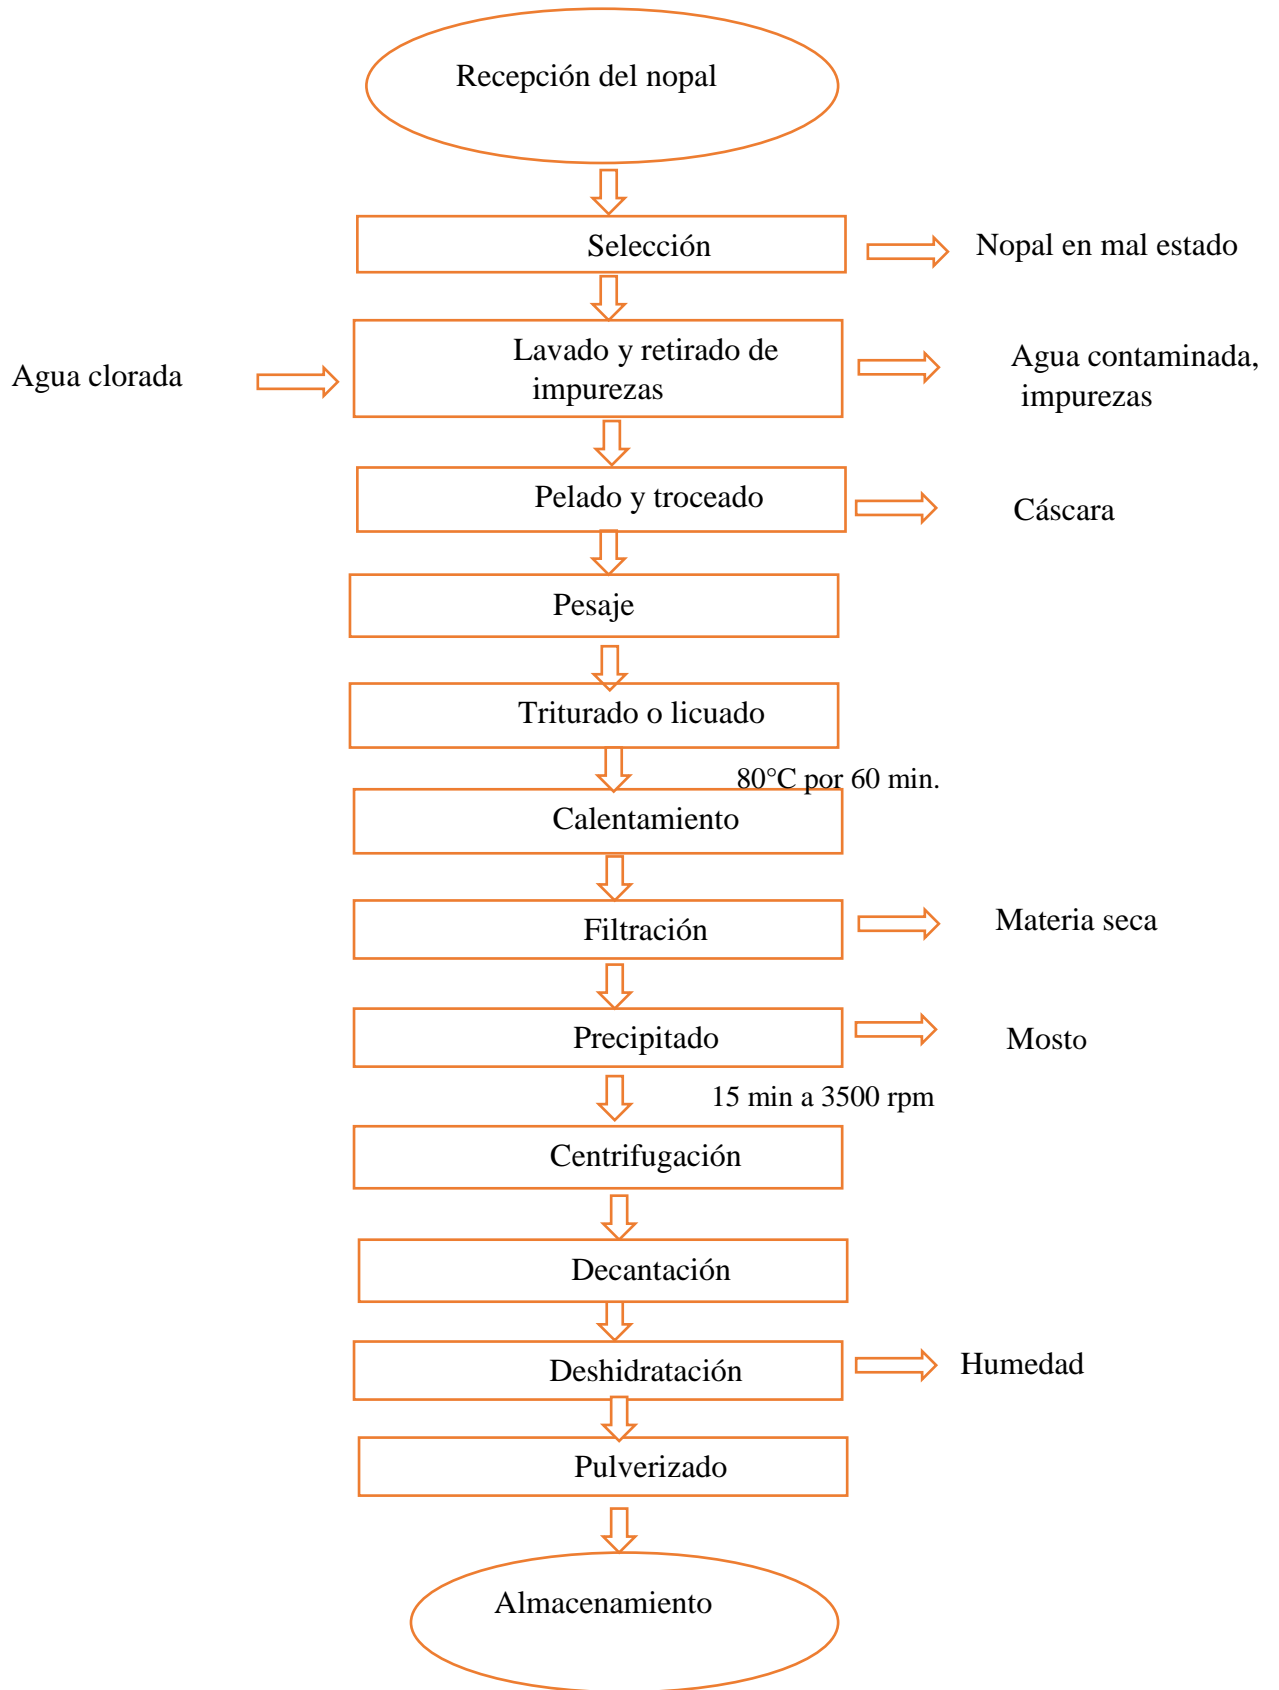 Recepción del nopal
Selección
Nopal en mal estado
Agua clorada
Lavado y retirado de
impurezas
Agua contaminada,
impurezas
Pelado y troceado
Cáscara
Pesaje
Triturado o licuado
80°C por 60 min.
Calentamiento
Filtración
Materia seca
Precipitado
Mosto
15 min a 3500 rpm
Centrifugación
Decantación
Deshidratación
Humedad
Pulverizado
Almacenamiento